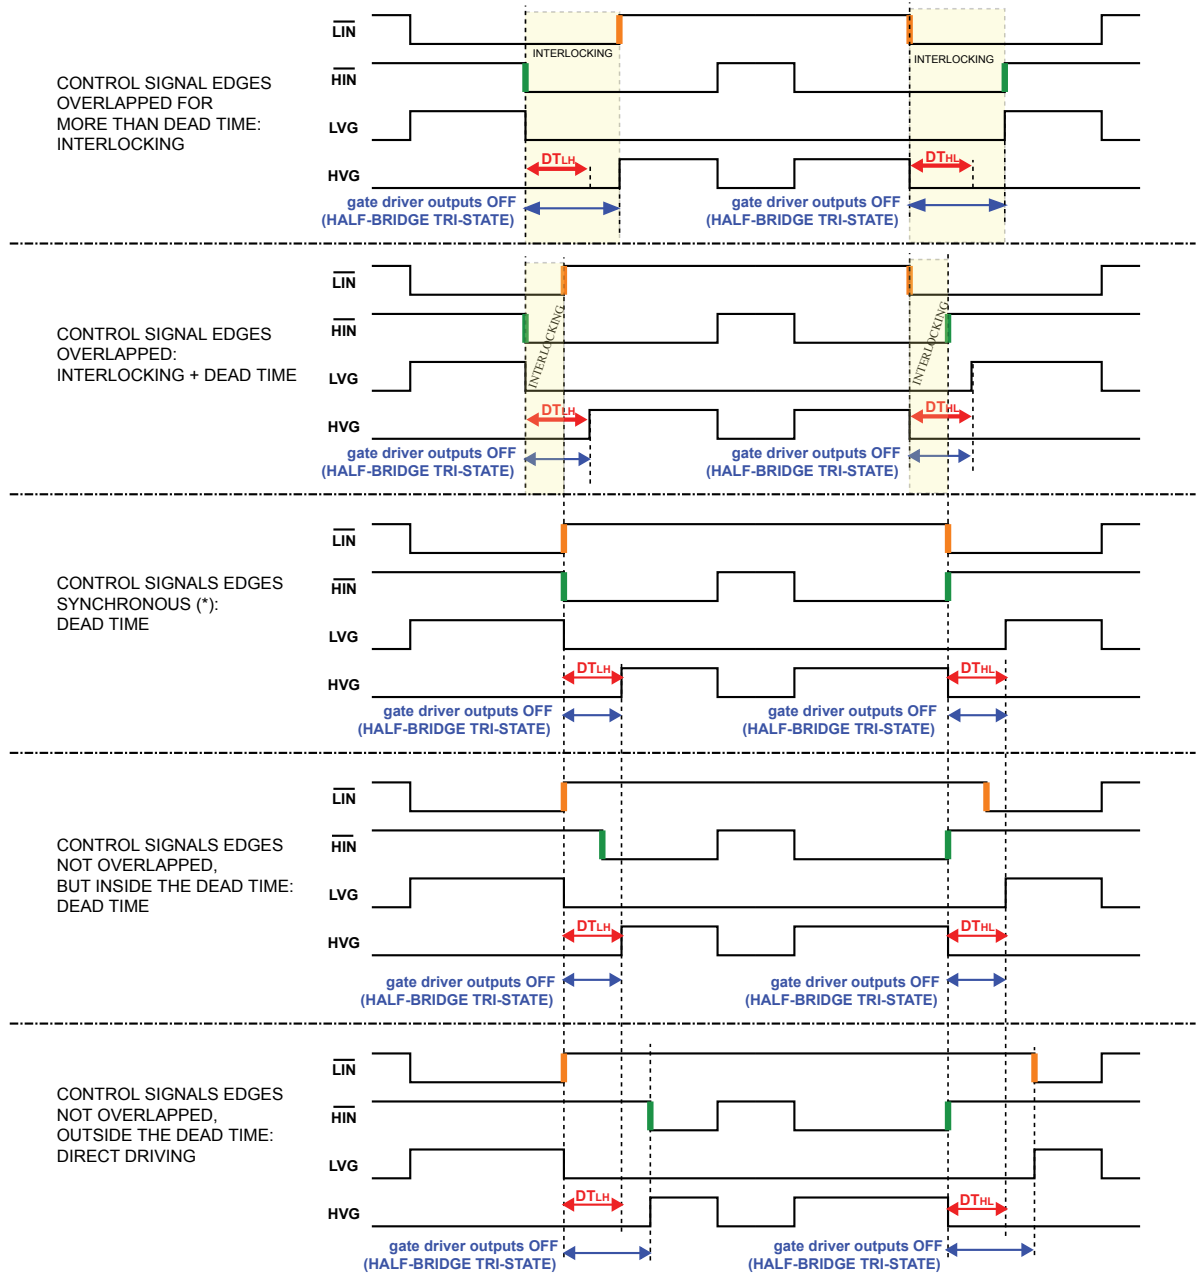 LIN
INTERLOCKING
INTERLOCKING
HIN
CONTROL SIGNAL EDGES
OVERLAPPED FOR
MORE THAN DEAD TIME:
INTERLOCKING
LVG
DTLH
DTHL
HVG
gate driver outputs OFF
(HALF-BRIDGE TRI-STATE)
gate driver outputs OFF
(HALF-BRIDGE TRI-STATE)
LIN
HIN
INTERLOCKING
INTERLOCKING
CONTROL SIGNAL EDGES
OVERLAPPED:
INTERLOCKING + DEAD TIME
LVG
DTLH
DTHL
HVG
gate driver outputs OFF
(HALF-BRIDGE TRI-STATE)
gate driver outputs OFF
(HALF-BRIDGE TRI-STATE)
LIN
HIN
CONTROL SIGNALS EDGES
SYNCHRONOUS (*):
DEAD TIME
LVG
DTLH
DTHL
HVG
gate driver outputs OFF
(HALF-BRIDGE TRI-STATE)
gate driver outputs OFF
(HALF-BRIDGE TRI-STATE)
LIN
HIN
CONTROL SIGNALS EDGES
NOT OVERLAPPED,
BUT INSIDE THE DEAD TIME:
DEAD TIME
LVG
DTLH
DTHL
HVG
gate driver outputs OFF
(HALF-BRIDGE TRI-STATE)
gate driver outputs OFF
(HALF-BRIDGE TRI-STATE)
LIN
HIN
CONTROL SIGNALS EDGES
NOT OVERLAPPED,
OUTSIDE THE DEAD TIME:
DIRECT DRIVING
LVG
DTLH
DTHL
HVG
gate driver outputs OFF
(HALF-BRIDGE TRI-STATE)
gate driver outputs OFF
(HALF-BRIDGE TRI-STATE)